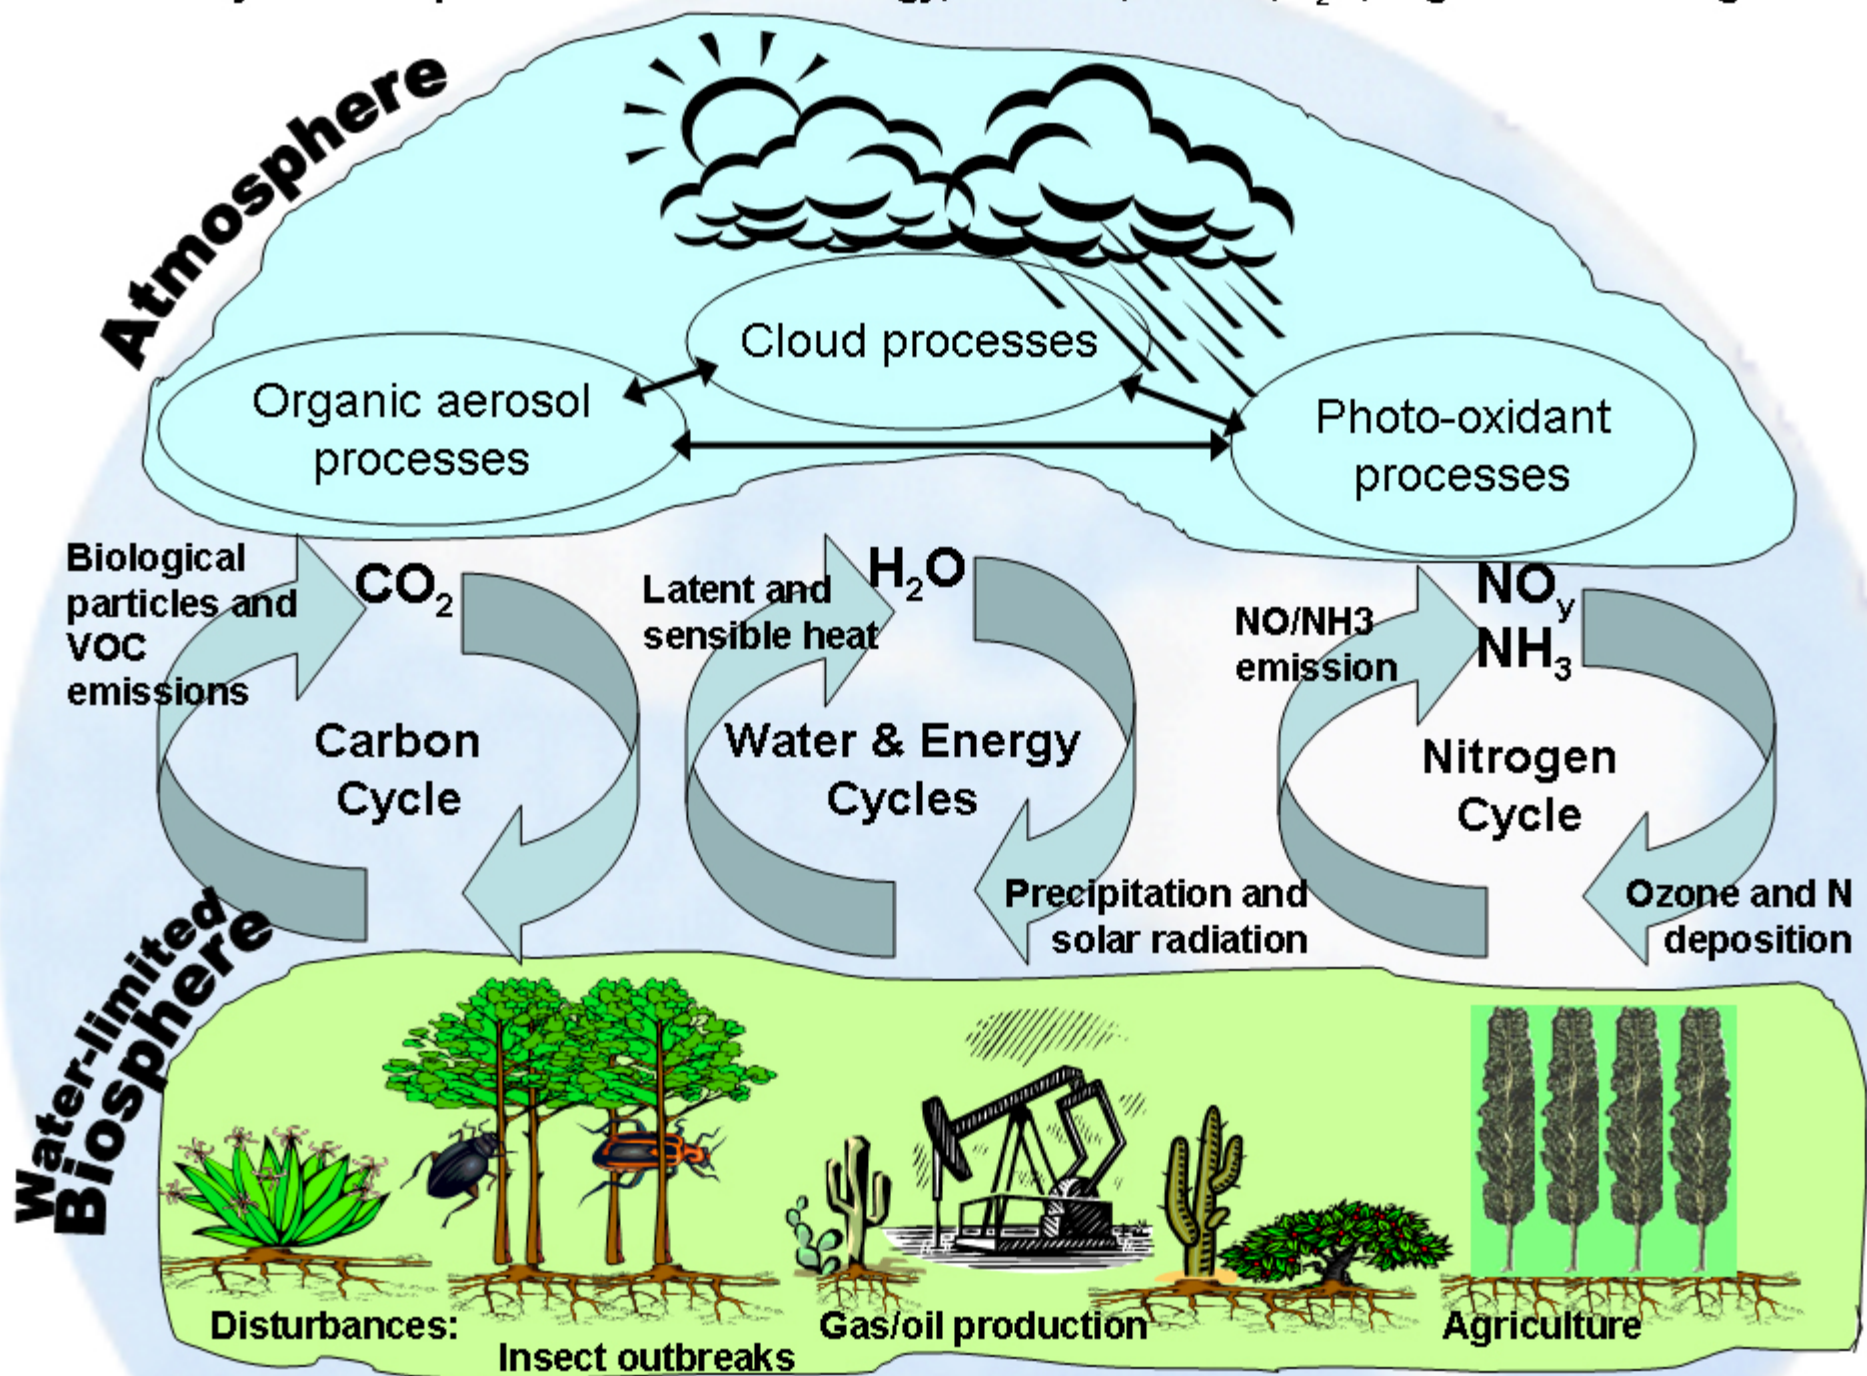 Atmosphere
Cloud processes
Organic aerosol
processes
Photo-oxidant
processes
Biological
particles and
VOC
emissions
CO₂
Latent and
sensible heat
H₂O
NO/NH3
emission
NOy
NH₃
Carbon
Cycle
Water & Energy
Cycles
Nitrogen
Cycle
Precipitation and
solar radiation
Ozone and N
deposition
Water-limited
Biosphere
Disturbances:
Insect outbreaks
Gas/oil production
Agriculture